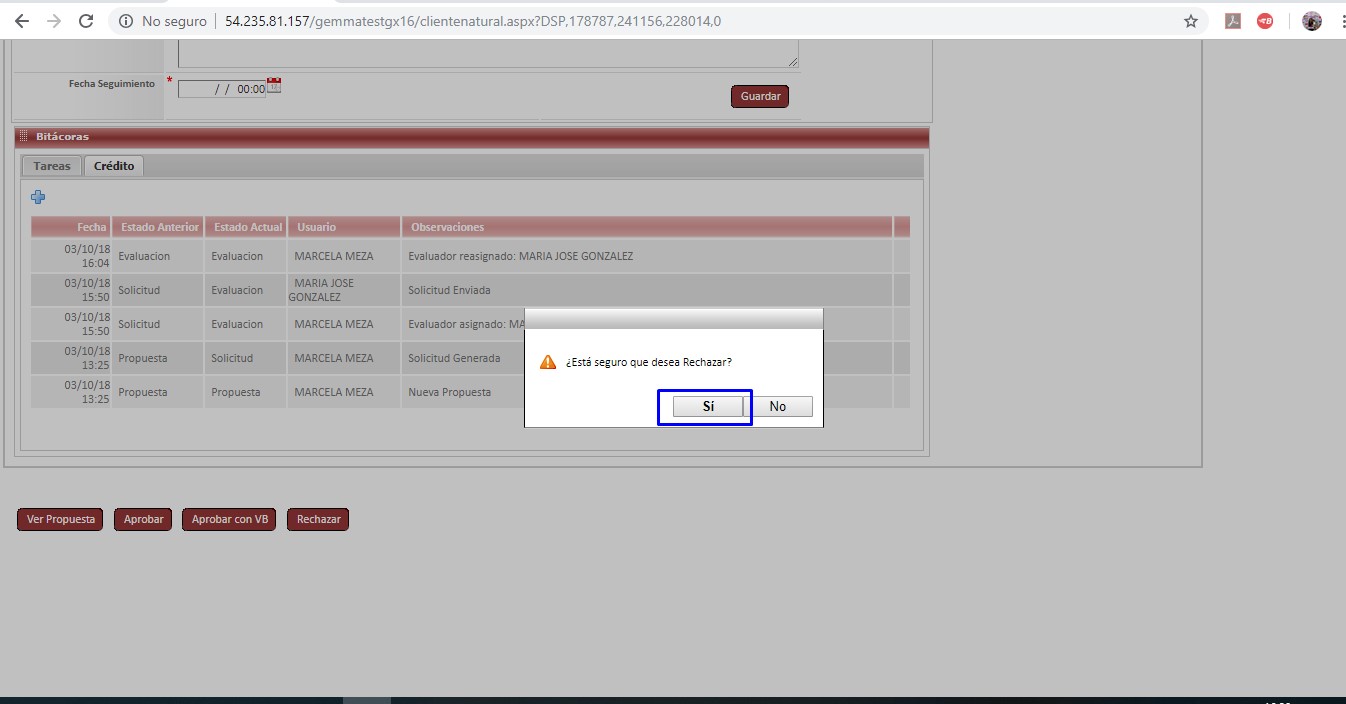 No seguro | 54.235.81.157/gemmatestgx16/clientenatural.aspx?DSP,178787,241156,228014,0
Fecha Seguimiento * / / 00:00
Guardar
Bitácoras
Tareas Crédito
Fecha Estado Anterior Estado Actual Usuario Observaciones
03/10/18
16:04 Evaluacion Evaluacion MARCELA MEZA Evaluador reasignado: MARIA JOSE GONZALEZ
03/10/18
15:50 Solicitud Evaluacion MARIA JOSE
GONZALEZ Solicitud Enviada
03/10/18
15:50 Solicitud Evaluacion MARCELA MEZA Evaluador asignado: MA
03/10/18
13:25 Propuesta Solicitud MARCELA MEZA Solicitud Generada
03/10/18
13:25 Propuesta Propuesta MARCELA MEZA Nueva Propuesta
¿Está seguro que desea Rechazar?
Sí No
Ver Propuesta Aprobar Aprobar con VB Rechazar